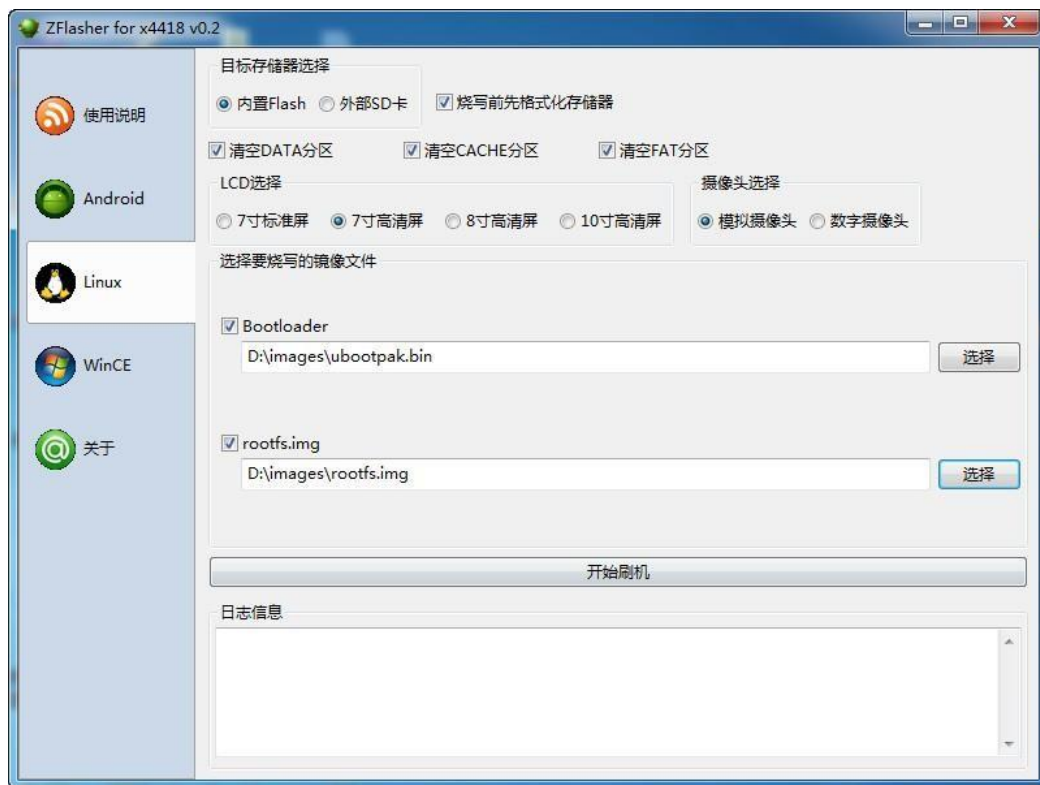 ZFlasher for x4418 v0.2
使用说明
Android
Linux
WinCE
关于
目标存储器选择
内置Flash 外部SD卡 烧写前先格式化存储器
清空DATA分区 清空CACHE分区 清空FAT分区
LCD选择 摄像头选择
7寸标准屏 7寸高清屏 8寸高清屏 10寸高清屏 模拟摄像头 数字摄像头
选择要烧写的镜像文件
Bootloader
D:\images\ubootpak.bin 选择
rootfs.img
D:\images\rootfs.img 选择
开始刷机
日志信息